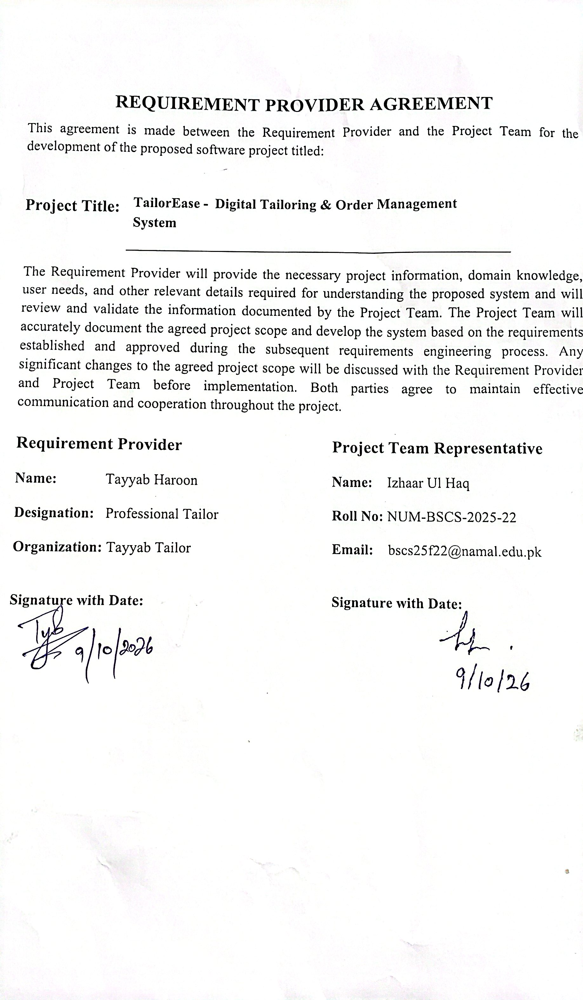 REQUIREMENT PROVIDER AGREEMENT
This agreement is made between the Requirement Provider and the Project Team for the
development of the proposed software project titled:
Project Title: TailorEase - Digital Tailoring & Order Management
System
The Requirement Provider will provide the necessary project information, domain knowledge,
user needs, and other relevant details required for understanding the proposed system and will
review and validate the information documented by the Project Team. The Project Team will
accurately document the agreed project scope and develop the system based on the requirements
established and approved during the subsequent requirements engineering process. Any
significant changes to the agreed project scope will be discussed with the Requirement Provider
and Project Team before implementation. Both parties agree to maintain effective
communication and cooperation throughout the project.
Requirement Provider
Name: Tayyab Haroon
Designation: Professional Tailor
Organization: Tayyab Tailor
Signature with Date:
Tyb
9/10/2026
Project Team Representative
Name: Izhaar Ul Haq
Roll No: NUM-BSCS-2025-22
Email: bscs25f22@namal.edu.pk
Signature with Date:
9/10/26